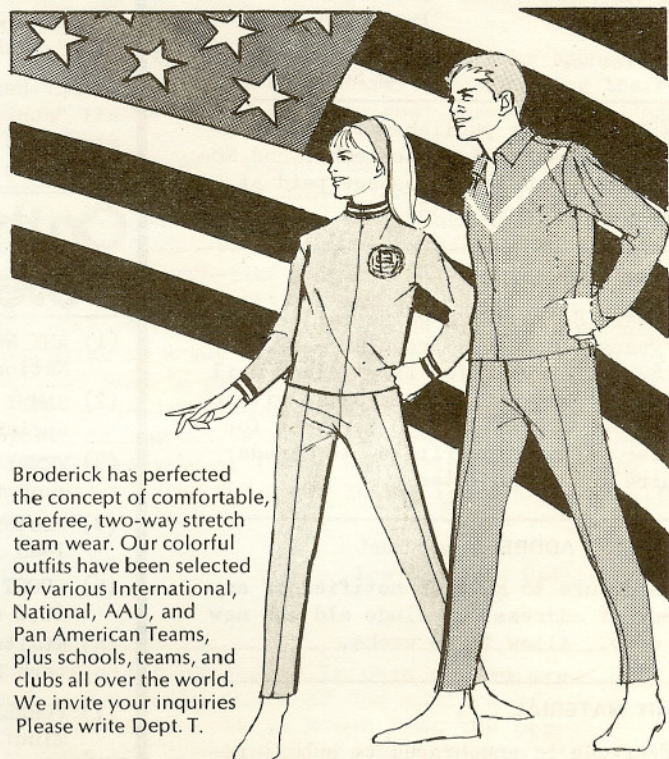 Broderick has perfected
the concept of comfortable,
carefree, two-way stretch
team wear. Our colorful
outfits have been selected
by various International,
National, AAU, and
Pan American Teams,
plus schools, teams, and
clubs all over the world.
We invite your inquiries
Please write Dept. T.